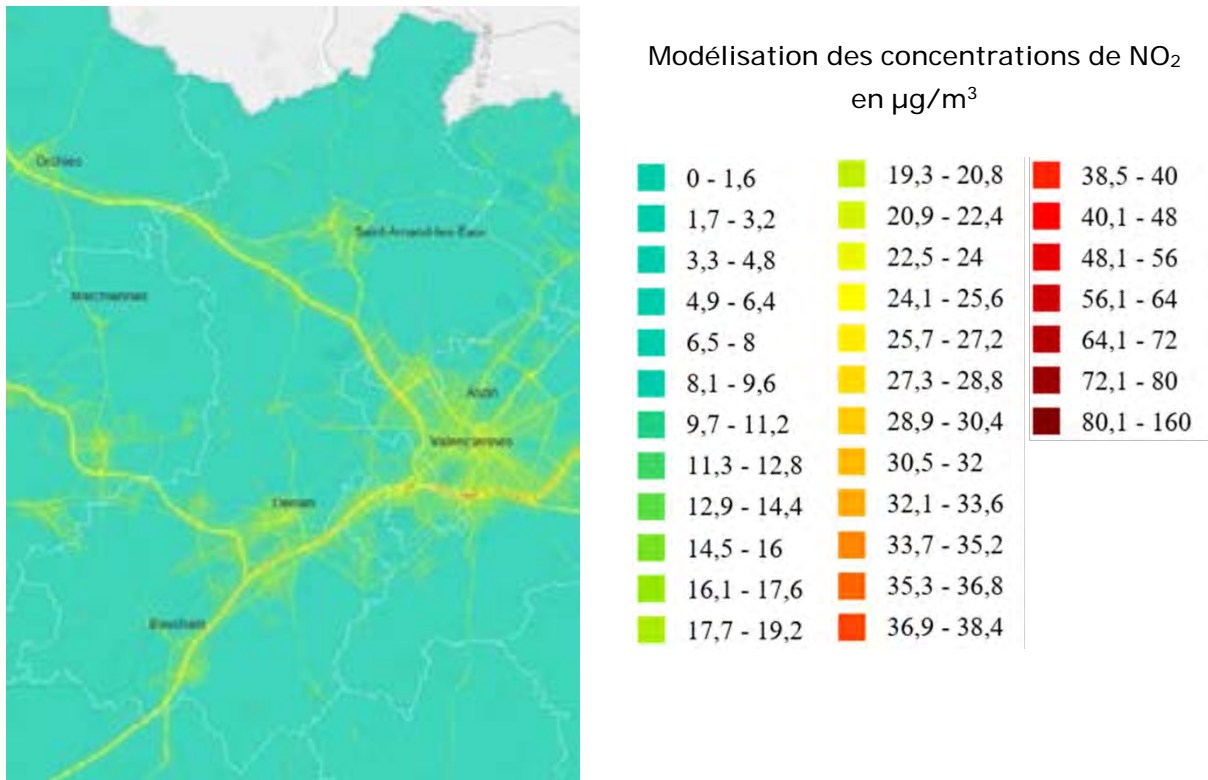 Modélisation des concentrations de NO₂
en µg/m³
Orchies
Saint-Amand-les-Eaux
Marchiennes
Anzin
Valenciennes
Denain
Bouchain
0 - 1,6
1,7 - 3,2
3,3 - 4,8
4,9 - 6,4
6,5 - 8
8,1 - 9,6
9,7 - 11,2
11,3 - 12,8
12,9 - 14,4
14,5 - 16
16,1 - 17,6
17,7 - 19,2
19,3 - 20,8
20,9 - 22,4
22,5 - 24
24,1 - 25,6
25,7 - 27,2
27,3 - 28,8
28,9 - 30,4
30,5 - 32
32,1 - 33,6
33,7 - 35,2
35,3 - 36,8
36,9 - 38,4
38,5 - 40
40,1 - 48
48,1 - 56
56,1 - 64
64,1 - 72
72,1 - 80
80,1 - 160